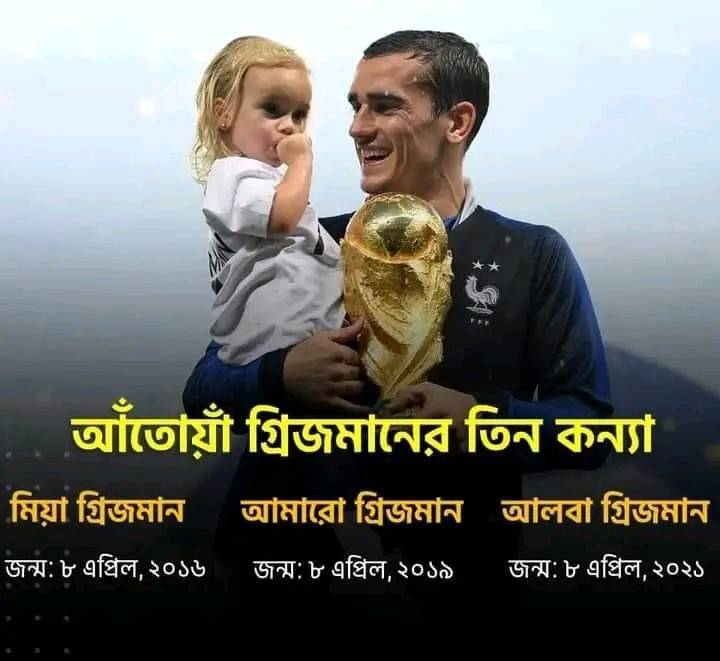 FFF
আঁতোয়াঁ গ্রিজমানের তিন কন্যা
মিয়া গ্রিজমান আমারো গ্রিজমান আলবা গ্রিজমান
জন্ম: ৮ এপ্রিল, ২০১৬ জন্ম: ৮ এপ্রিল, ২০১৯ জন্ম: ৮ এপ্রিল, ২০২১